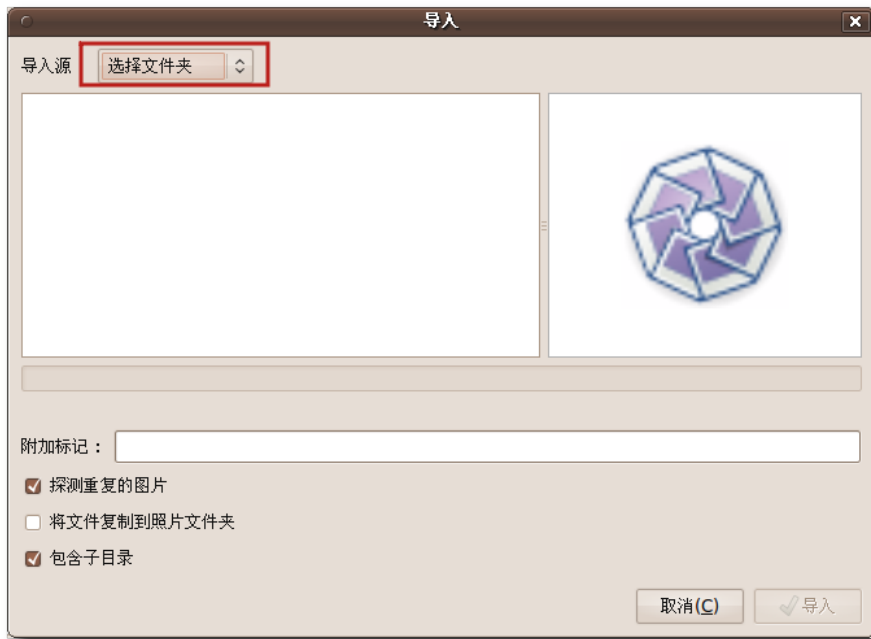 导入
导入源 选择文件夹
附加标记：
探测重复的图片
将文件复制到照片文件夹
包含子目录
取消(C) 导入